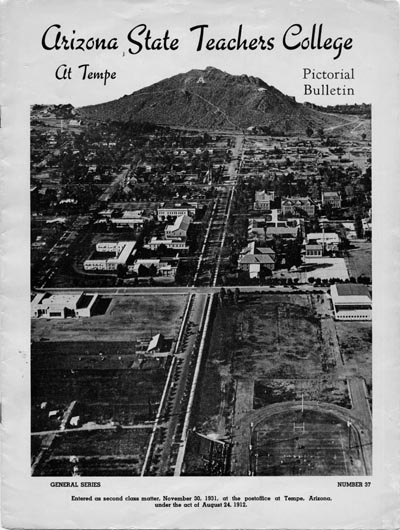 Arizona State Teachers College
At Tempe
Pictorial
Bulletin
GENERAL SERIES NUMBER 37
Entered as second class matter, November 30, 1931, at the postoffice at Tempe, Arizona,
under the act of August 24, 1912.